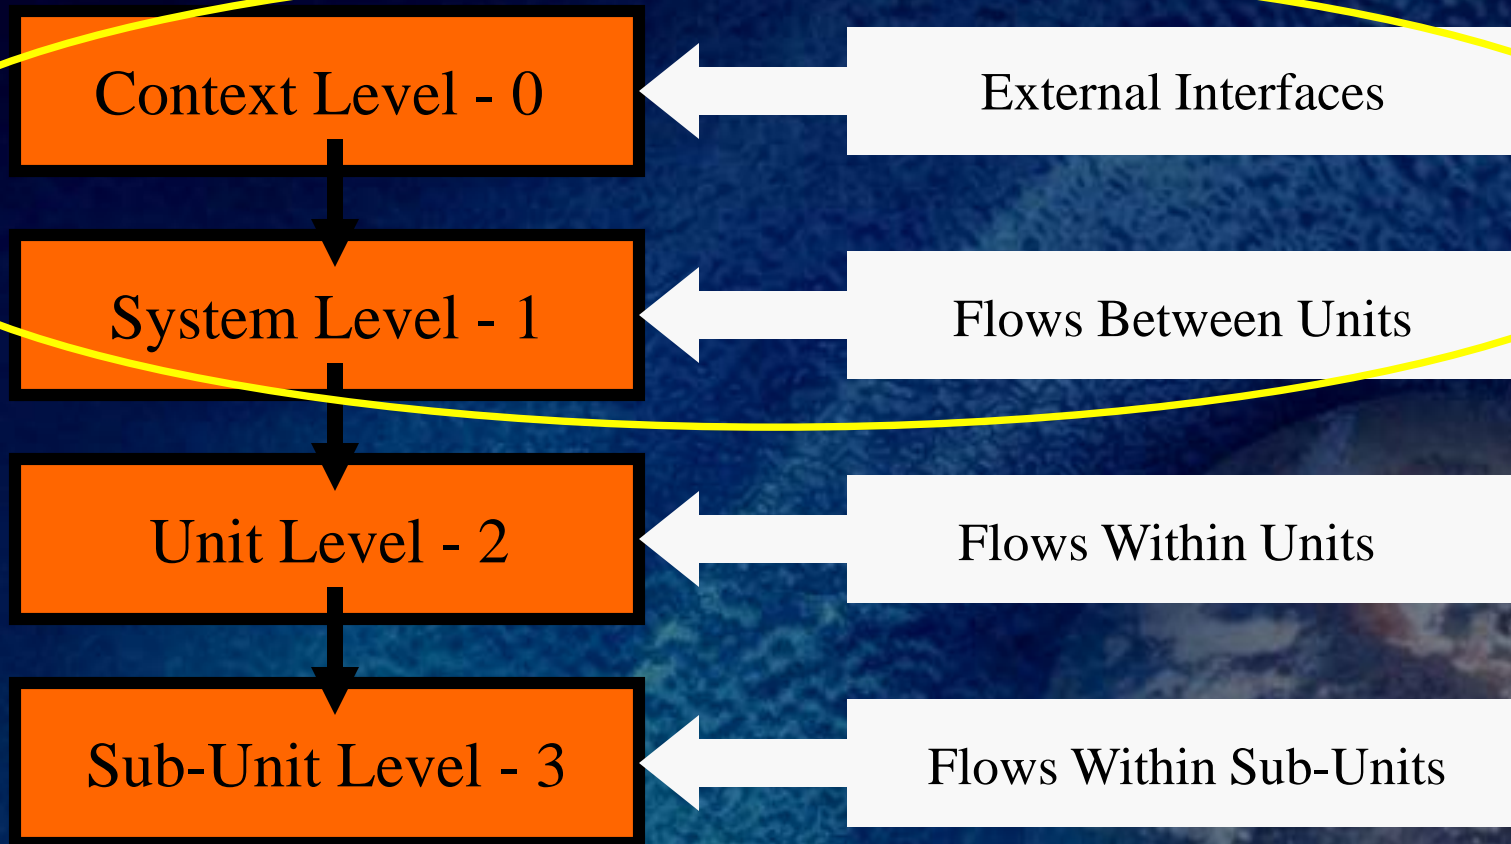 Context Level - 0
External Interfaces
System Level - 1
Flows Between Units
Unit Level - 2
Flows Within Units
Sub-Unit Level - 3
Flows Within Sub-Units